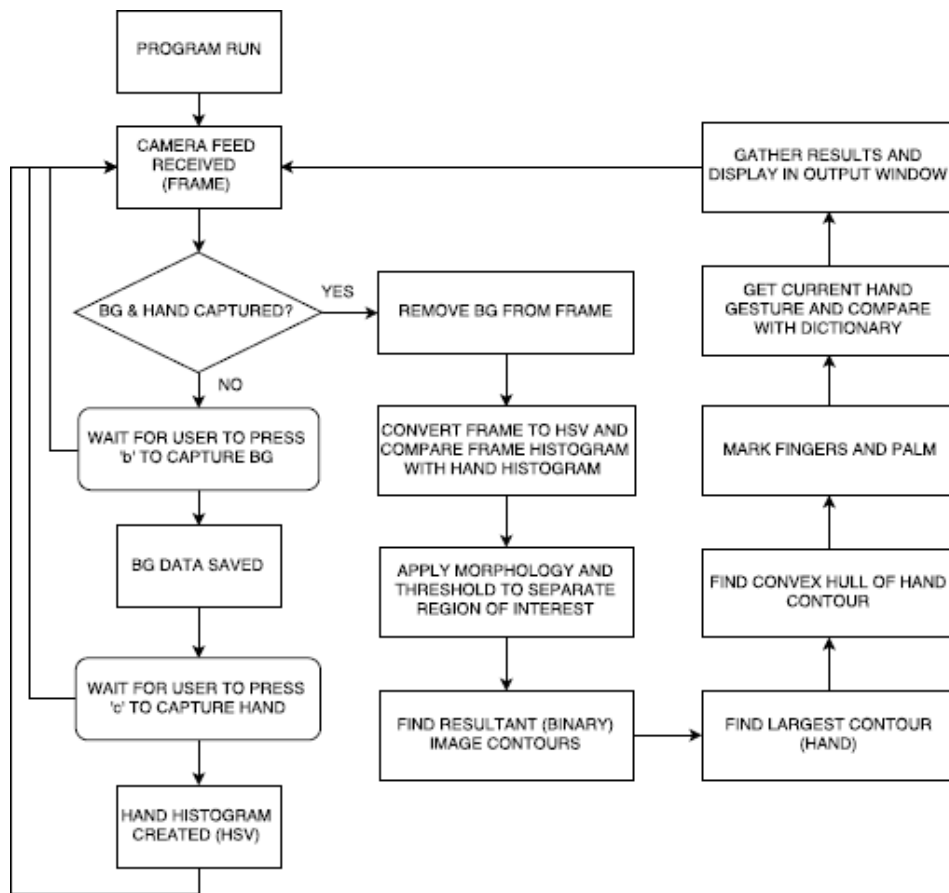 PROGRAM RUN
CAMERA FEED
RECEIVED
(FRAME)
BG & HAND CAPTURED?
YES
NO
WAIT FOR USER TO PRESS
'b' TO CAPTURE BG
BG DATA SAVED
WAIT FOR USER TO PRESS
'c' TO CAPTURE HAND
HAND HISTOGRAM
CREATED (HSV)
REMOVE BG FROM FRAME
CONVERT FRAME TO HSV AND
COMPARE FRAME HISTOGRAM
WITH HAND HISTOGRAM
APPLY MORPHOLOGY AND
THRESHOLD TO SEPARATE
REGION OF INTEREST
FIND RESULTANT (BINARY)
IMAGE CONTOURS
FIND LARGEST CONTOUR
(HAND)
FIND CONVEX HULL OF HAND
CONTOUR
MARK FINGERS AND PALM
GET CURRENT HAND
GESTURE AND COMPARE
WITH DICTIONARY
GATHER RESULTS AND
DISPLAY IN OUTPUT WINDOW